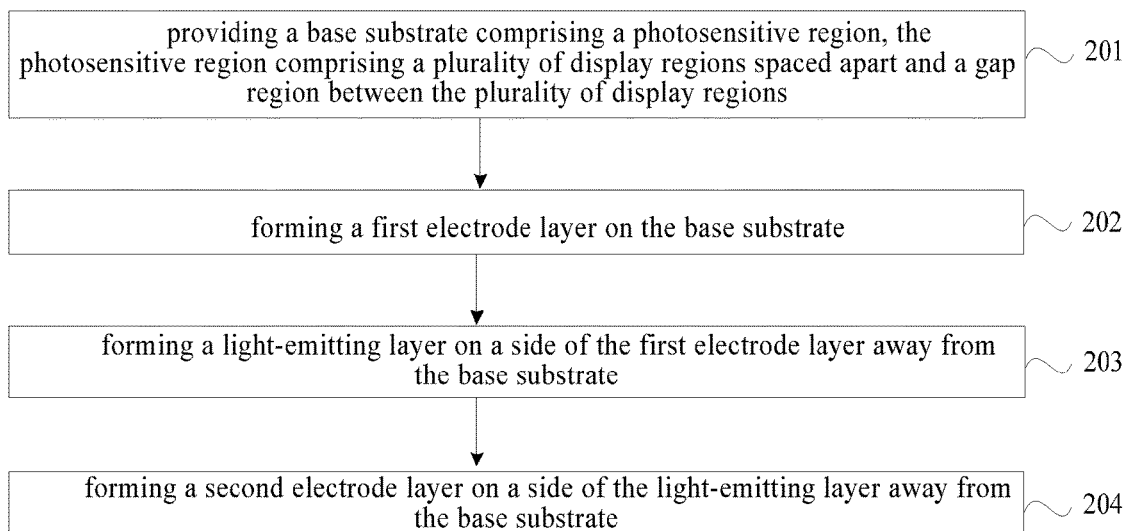 providing a base substrate comprising a photosensitive region, the
photosensitive region comprising a plurality of display regions spaced apart and a gap
region between the plurality of display regions
201
forming a first electrode layer on the base substrate
202
forming a light-emitting layer on a side of the first electrode layer away from
the base substrate
203
forming a second electrode layer on a side of the light-emitting layer away from
the base substrate
204